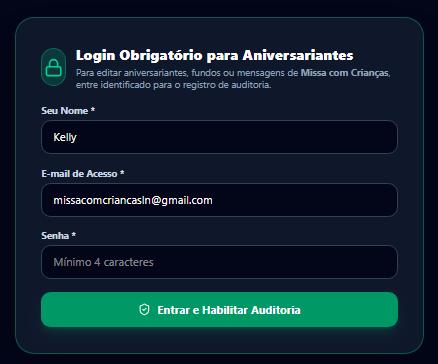 Login Obrigatório para Aniversariantes
Para editar aniversariantes, fundos ou mensagens de Missa com Crianças,
entre identificado para o registro de auditoria.
Seu Nome *
Kelly
E-mail de Acesso *
missacomcriancasln@gmail.com
Senha *
Mínimo 4 caracteres
Entrar e Habilitar Auditoria